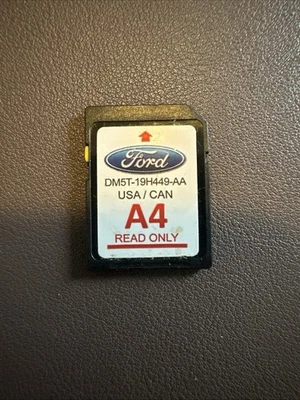 Ford
DM5T-19H449-AA
USA / CAN
A4
READ ONLY